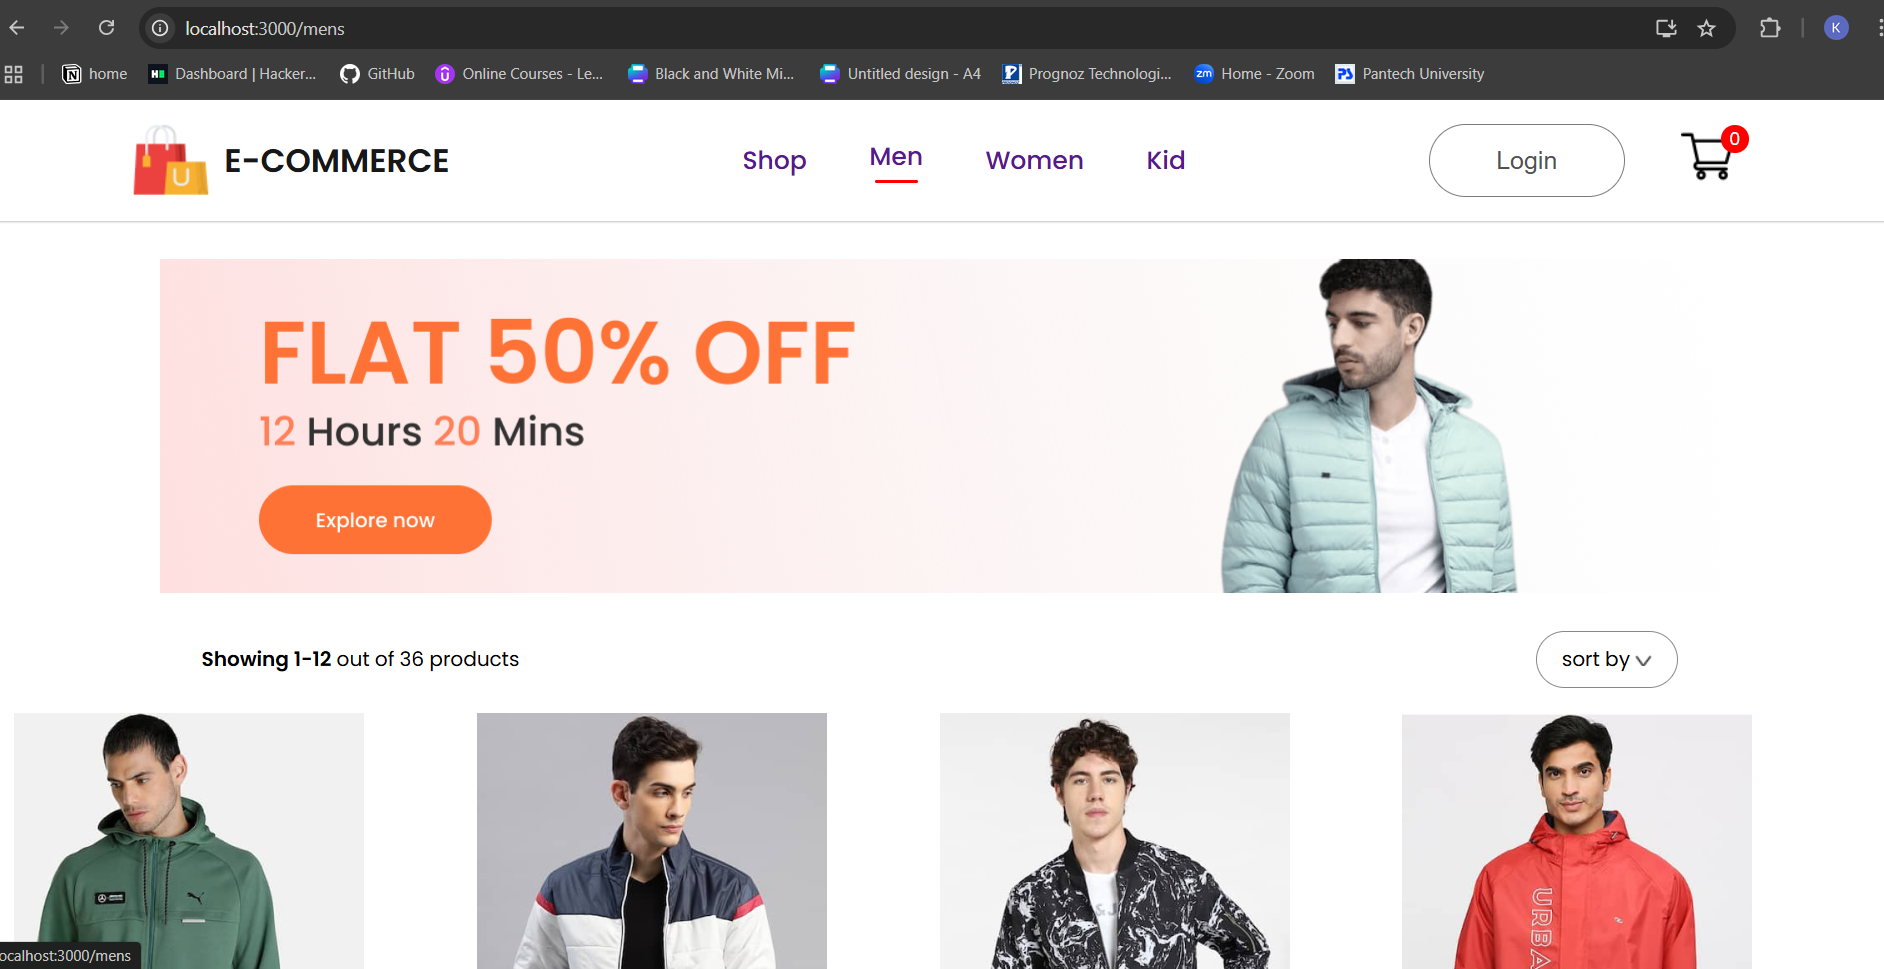 localhost:3000/mens
K
home
Dashboard | Hacker...
GitHub
Online Courses - Le...
Black and White Mi...
Untitled design - A4
Prognoz Technologi...
zm Home - Zoom
Pantech University
U
E-COMMERCE
Shop
Men
Women
Kid
Login
0
FLAT 50% OFF
12 Hours 20 Mins
Explore now
Showing 1-12 out of 36 products
sort by
URBA
ocalhost:3000/mens